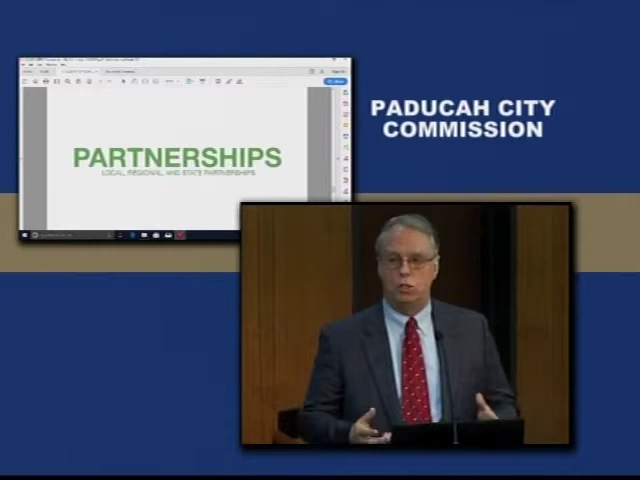 PARTNERSHIPS
LOCAL, REGIONAL, AND STATE PARTNERSHIPS
PADUCAH CITY
COMMISSION